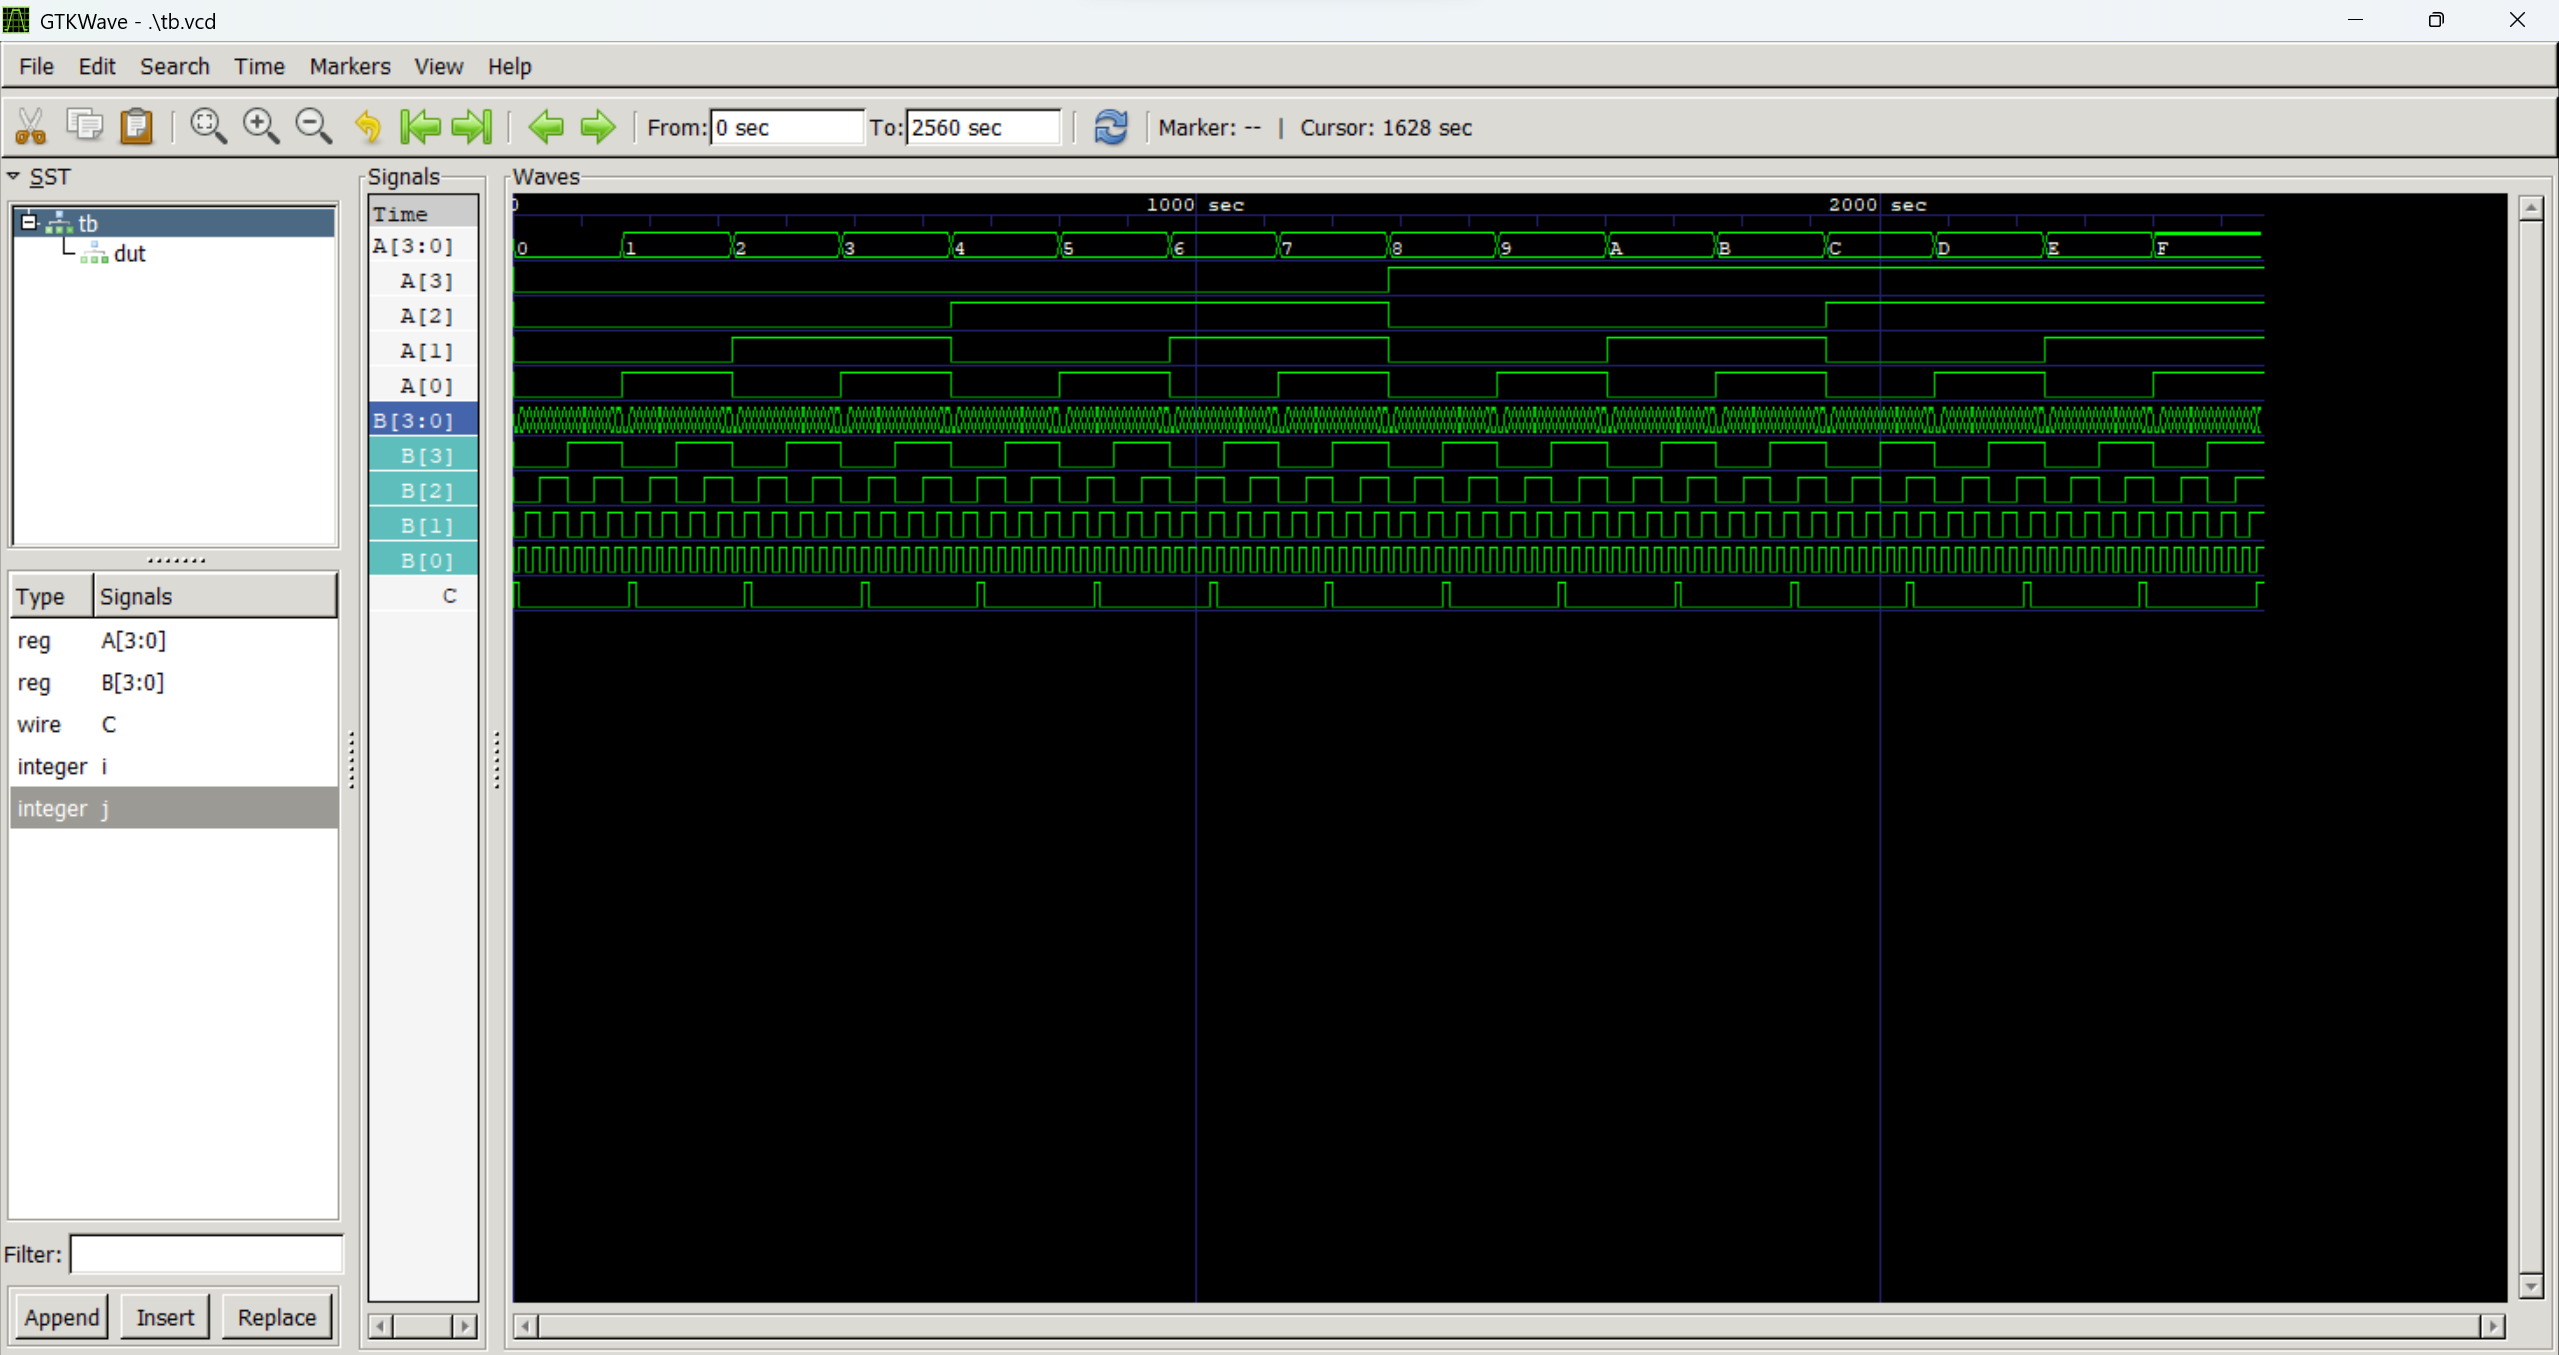 GTKWave - .\tb.vcd
File Edit Search Time Markers View Help
From: 0 sec To: 2560 sec Marker: -- | Cursor: 1628 sec
SST
tb
dut
Type Signals
reg A[3:0]
reg B[3:0]
wire C
integer i
integer j
Filter:
Append Insert Replace
Signals
Time
A[3:0]
A[3]
A[2]
A[1]
A[0]
B[3:0]
B[3]
B[2]
B[1]
B[0]
C
Waves
0 1000 sec 2000 sec
0 1 2 3 4 5 6 7 8 9 A B C D E F